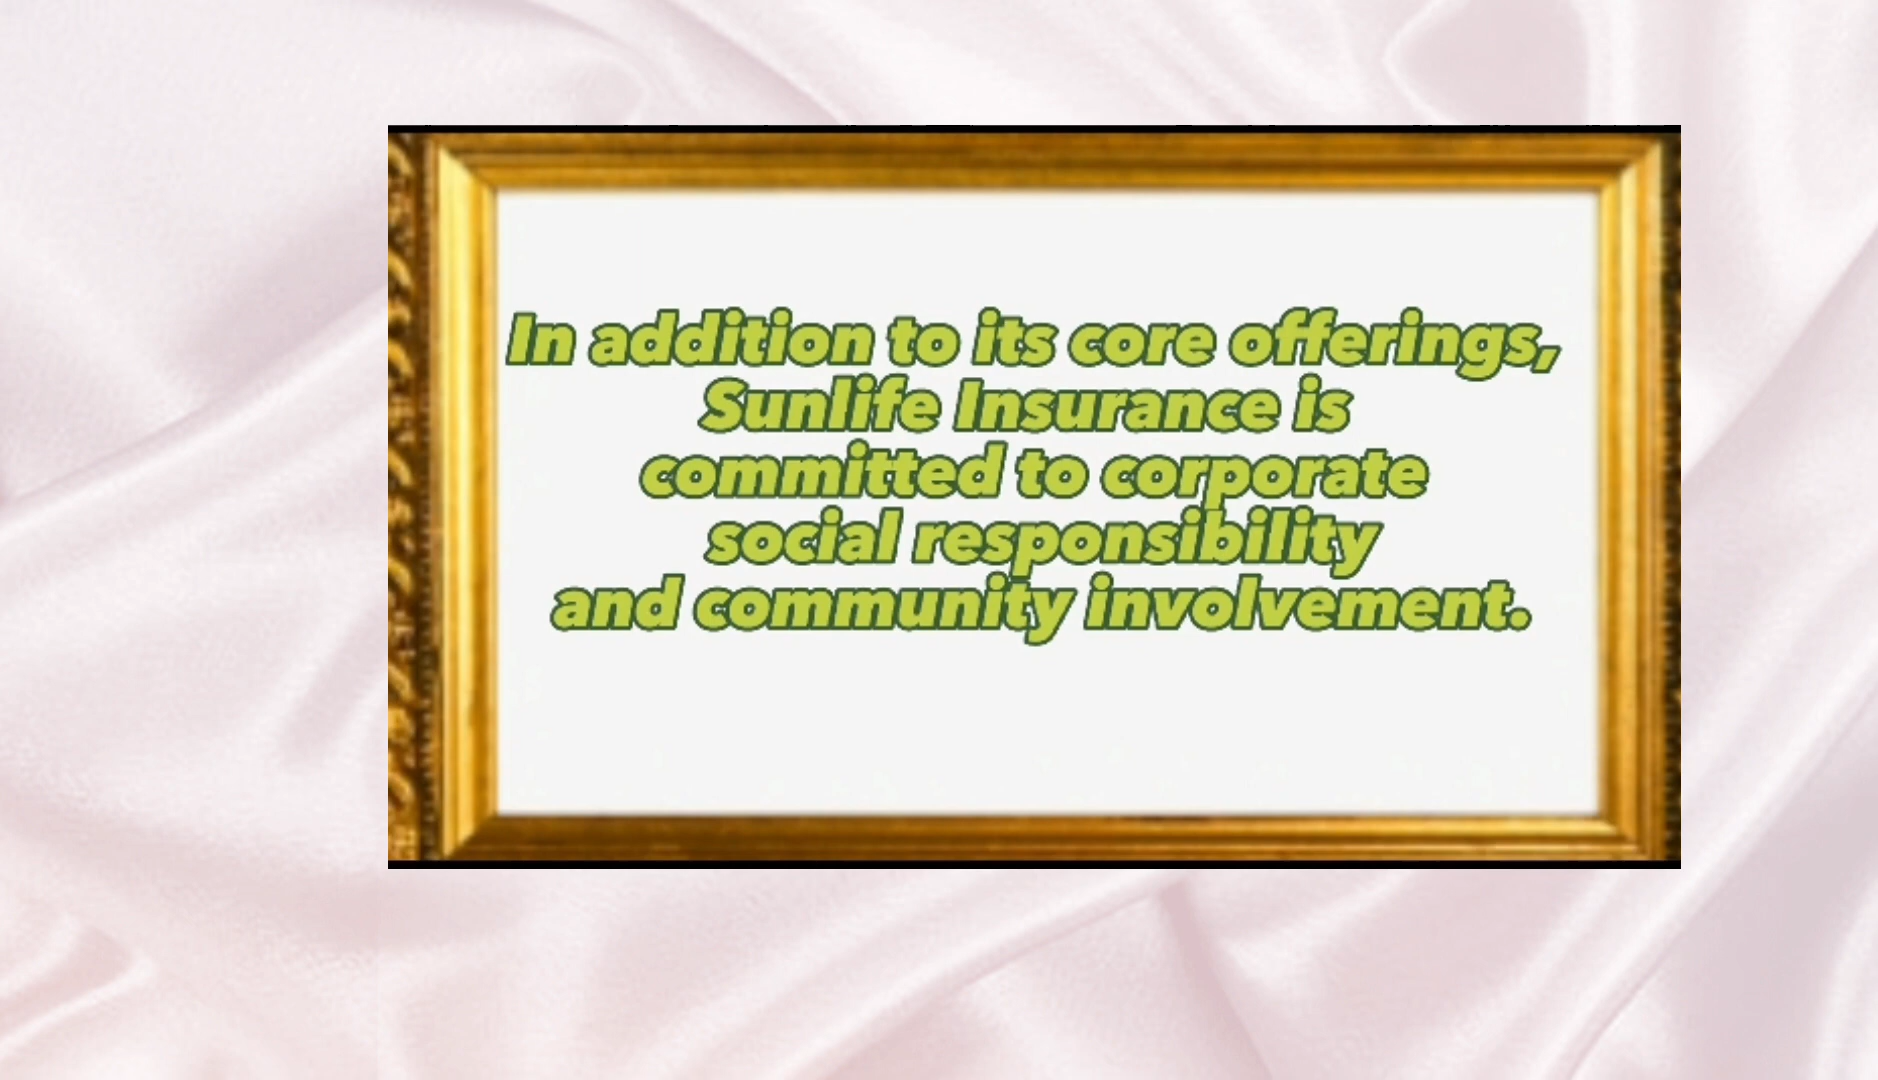 In addition to its core offerings,
Sunlife Insurance is
committed to corporate
social responsibility
and community involvement.